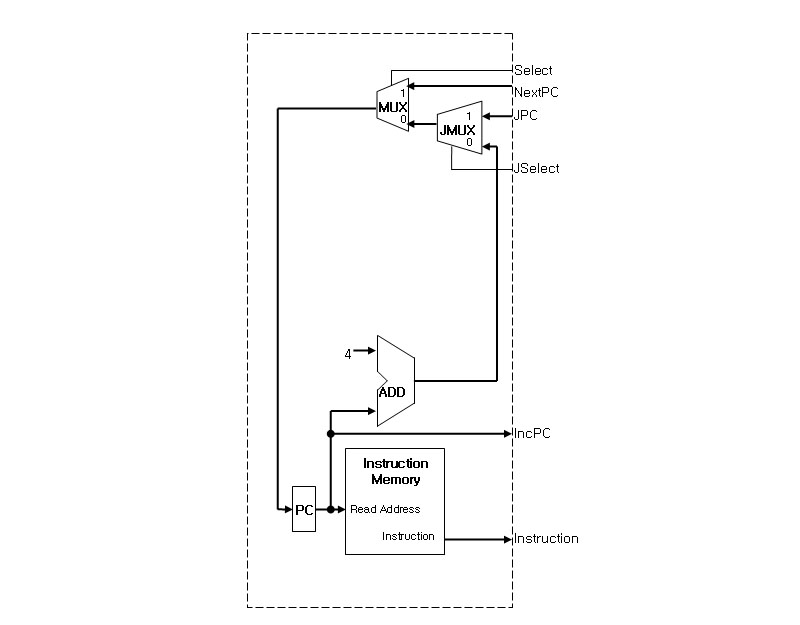 Select
1
NextPC
MUX
JPC
1
0
JMUX
0
JSelect
4
ADD
IncPC
Instruction
Memory
PC
Read Address
Instruction
Instruction